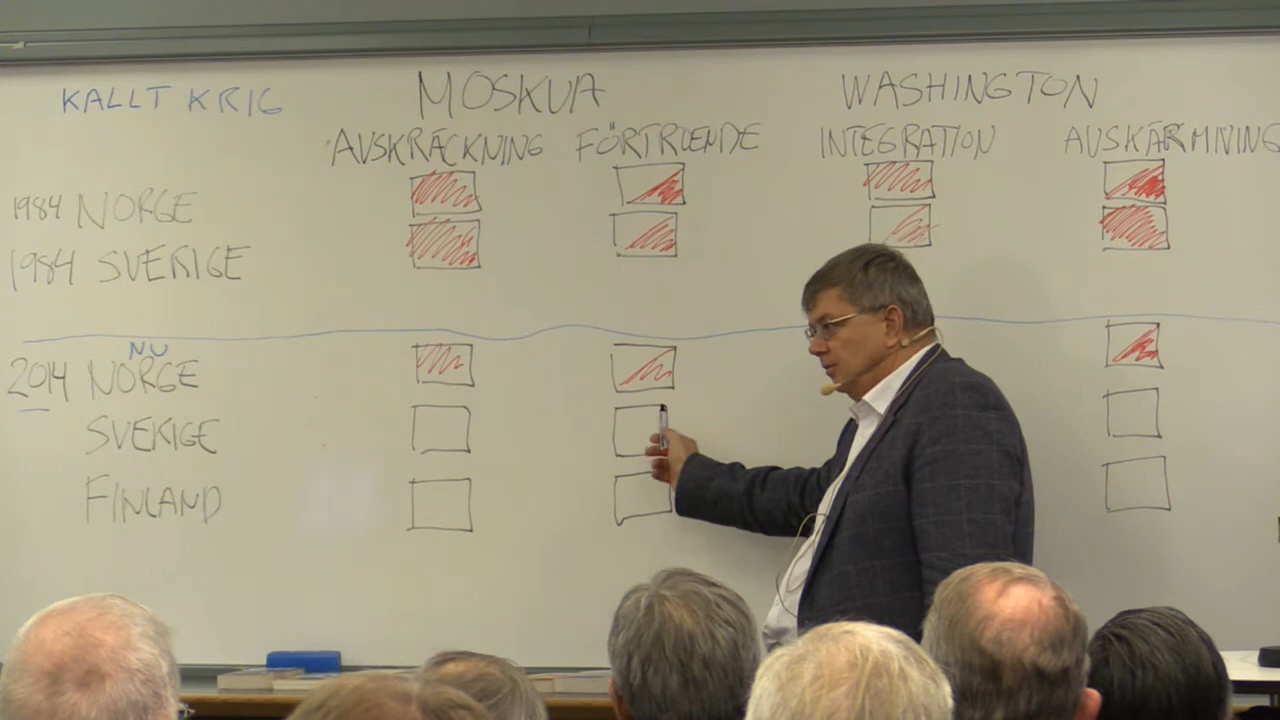 KALLT KRIG MOSKVA WASHINGTON
AVSKRÄCKNING FÖRTROENDE INTEGRATION AVSKÄRMNING
1984 NORGE
1984 SVERIGE
NU
2014 NORGE
SVERIGE
FINLAND